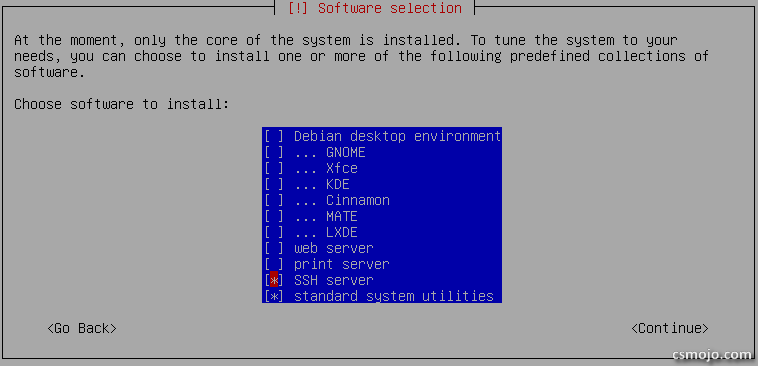 [!] Software selection
At the moment, only the core of the system is installed. To tune the system to your
needs, you can choose to install one or more of the following predefined collections of
software.
Choose software to install:
[ ] Debian desktop environment
[ ] ... GNOME
[ ] ... Xfce
[ ] ... KDE
[ ] ... Cinnamon
[ ] ... MATE
[ ] ... LXDE
[ ] web server
[ ] print server
[*] SSH server
[*] standard system utilities
<Go Back> <Continue>
csmojo.com